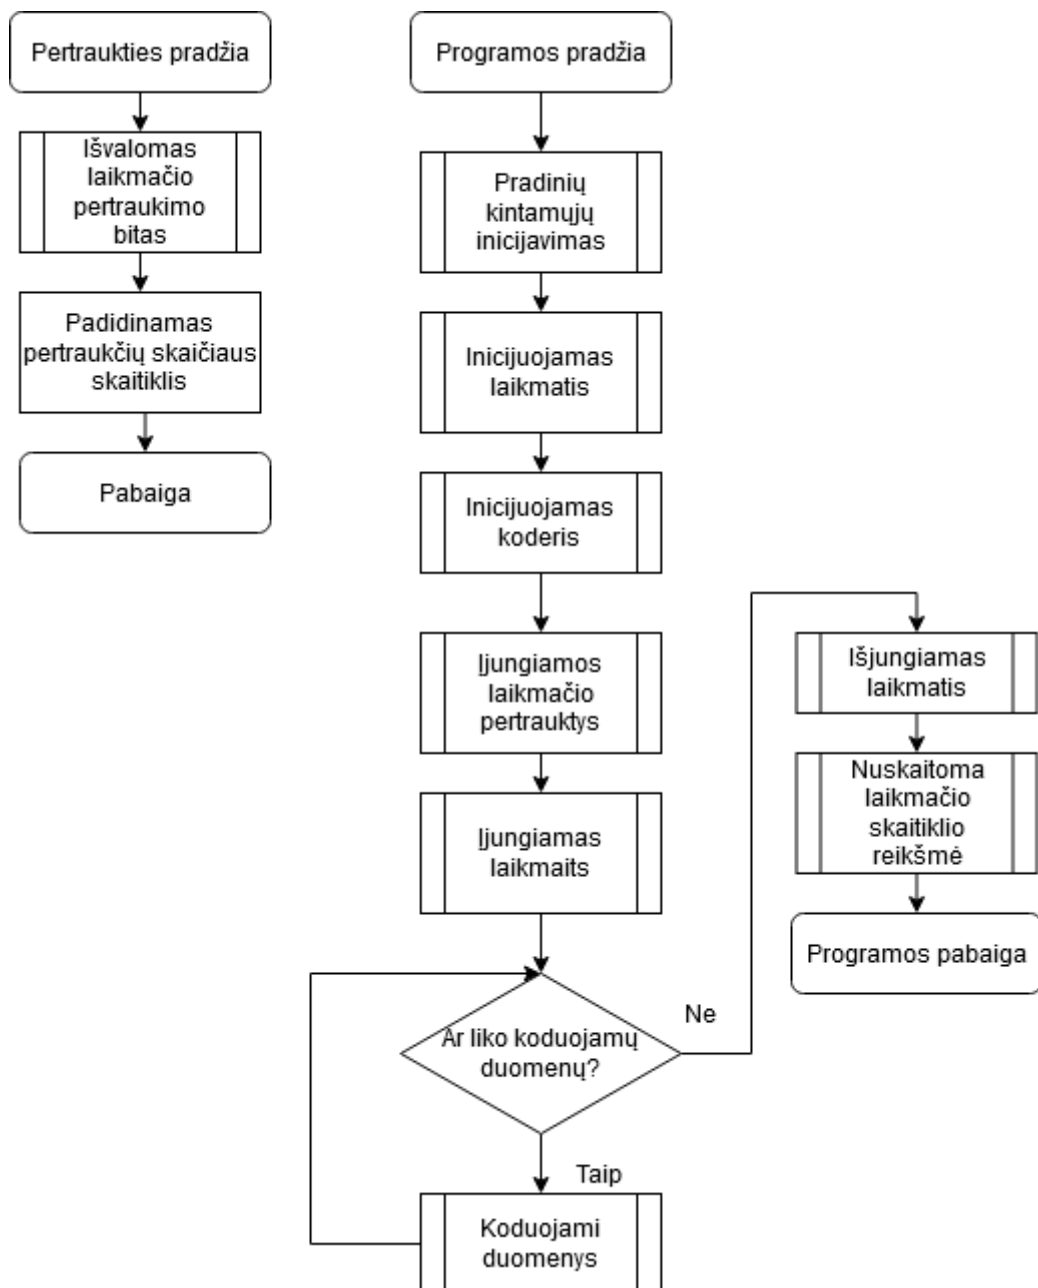 Pertraukties pradžia
Išvalomas
laikmačio
pertraukimo
bitas
Padidinamas
pertraukčių skaičiaus
skaitiklis
Pabaiga
Programos pradžia
Pradinių
kintamųjų
inicijavimas
Inicijuojamas
laikmatis
Inicijuojamas
koderis
Įjungiamos
laikmačio
pertrauktys
Įjungiamas
laikmaits
Ar liko koduojamų
duomenų?
Taip
Koduojami
duomenys
Ne
Išjungiamas
laikmatis
Nuskaitoma
laikmačio
skaitiklio
reikšmė
Programos pabaiga